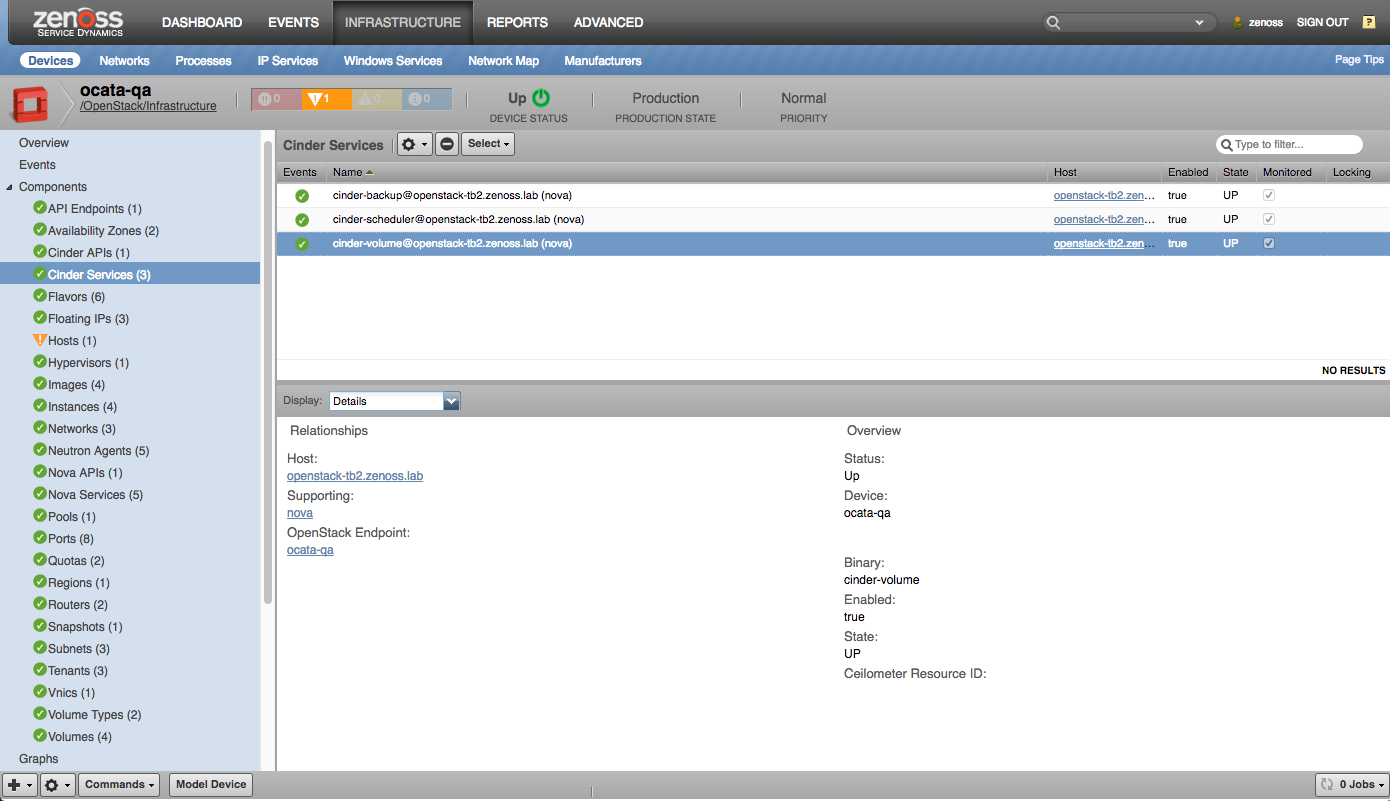 zenoss
SERVICE DYNAMICS
DASHBOARD EVENTS INFRASTRUCTURE REPORTS ADVANCED
zenoss SIGN OUT ?
Devices Networks Processes IP Services Windows Services Network Map Manufacturers Page Tips
ocata-qa
/OpenStack/Infrastructure
0 1 0 0
Up
DEVICE STATUS
Production
PRODUCTION STATE
Normal
PRIORITY
Overview
Events
Components
API Endpoints (1)
Availability Zones (2)
Cinder APIs (1)
Cinder Services (3)
Flavors (6)
Floating IPs (3)
Hosts (1)
Hypervisors (1)
Images (4)
Instances (4)
Networks (3)
Neutron Agents (5)
Nova APIs (1)
Nova Services (5)
Pools (1)
Ports (8)
Quotas (2)
Regions (1)
Routers (2)
Snapshots (1)
Subnets (3)
Tenants (3)
Vnics (1)
Volume Types (2)
Volumes (4)
Graphs
Cinder Services Select Type to filter...
Events Name Host Enabled State Monitored Locking
cinder-backup@openstack-tb2.zenoss.lab (nova) openstack-tb2.zen... true UP
cinder-scheduler@openstack-tb2.zenoss.lab (nova) openstack-tb2.zen... true UP
cinder-volume@openstack-tb2.zenoss.lab (nova) openstack-tb2.zen... true UP
NO RESULTS
Display: Details
Relationships
Host:
openstack-tb2.zenoss.lab
Supporting:
nova
OpenStack Endpoint:
ocata-qa
Overview
Status:
Up
Device:
ocata-qa
Binary:
cinder-volume
Enabled:
true
State:
UP
Ceilometer Resource ID:
Commands Model Device 0 Jobs